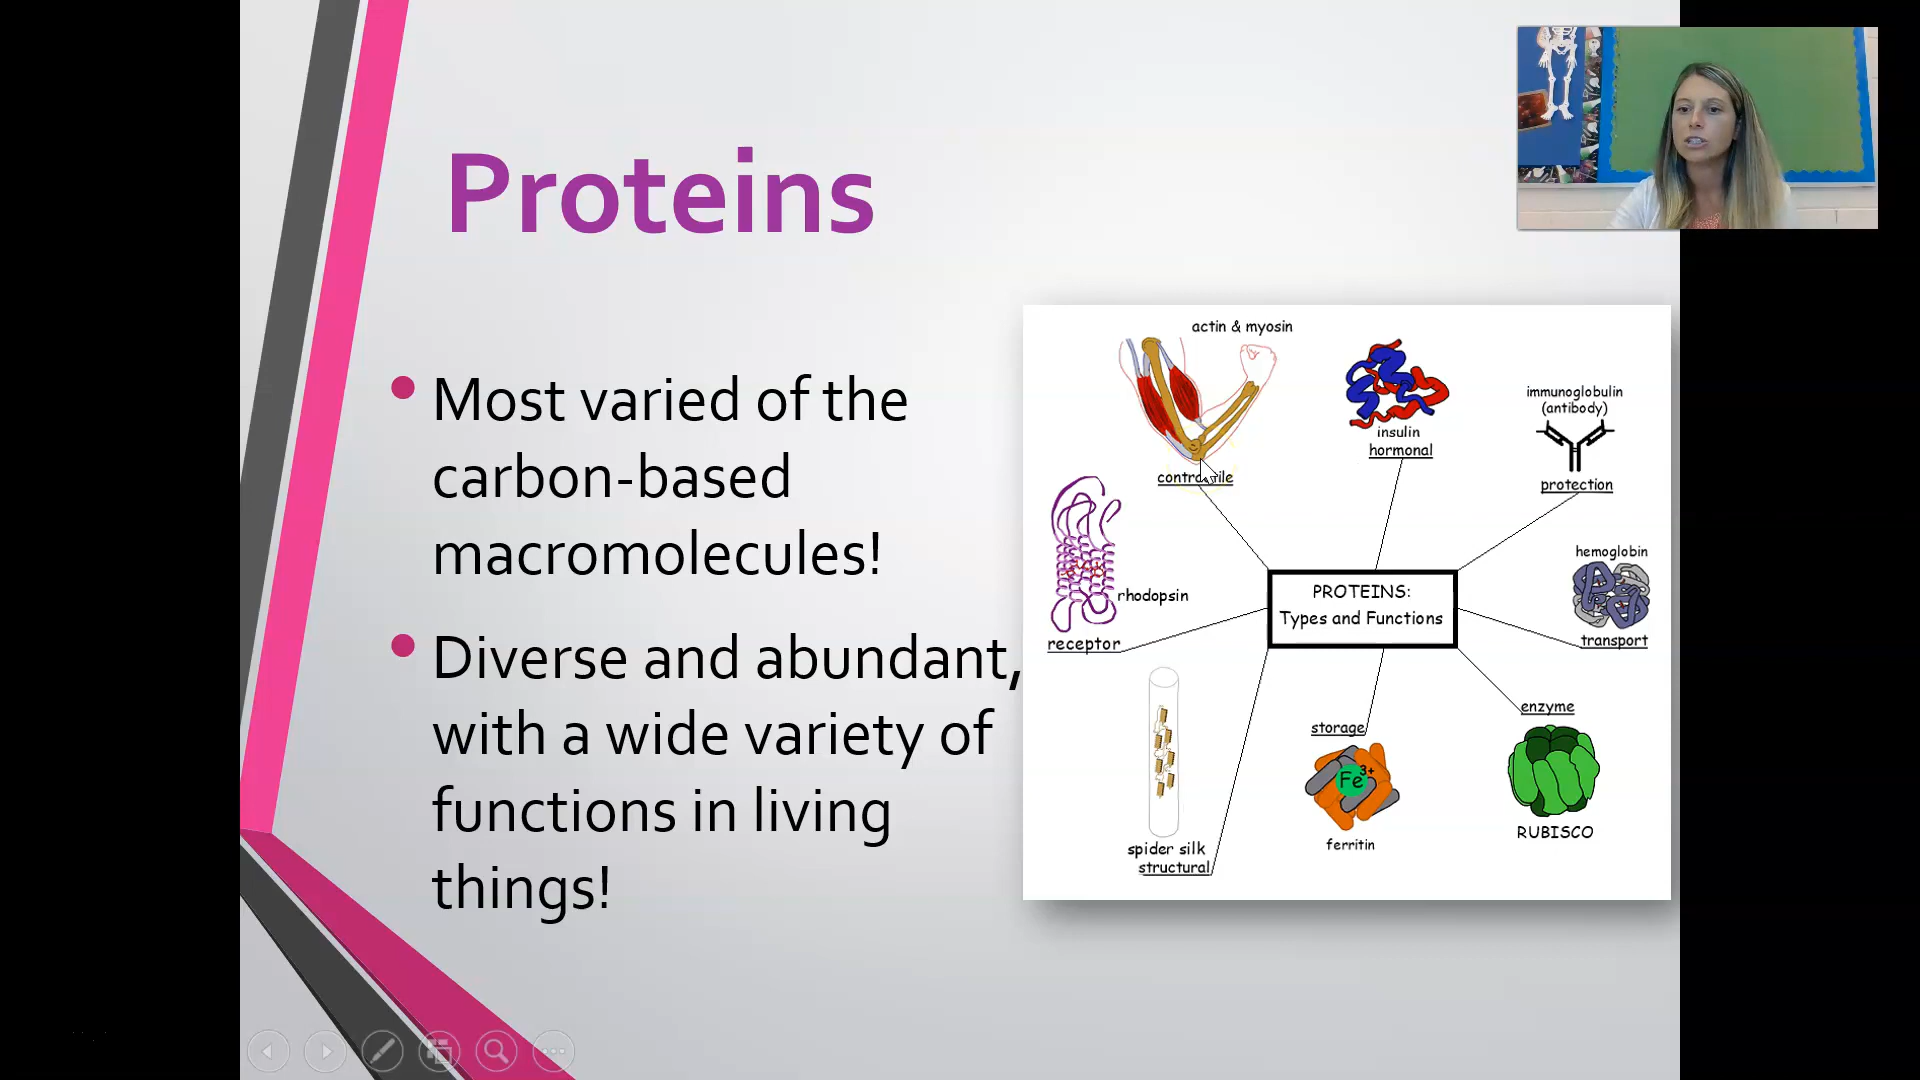 Proteins
Most varied of the
carbon-based
macromolecules!
Diverse and abundant,
with a wide variety of
functions in living
things!
actin & myosin
contractile
insulin
hormonal
immunoglobulin
(antibody)
protection
rhodopsin
receptor
hemoglobin
transport
PROTEINS:
Types and Functions
enzyme
RUBISCO
storage
Fe3+
ferritin
spider silk
structural